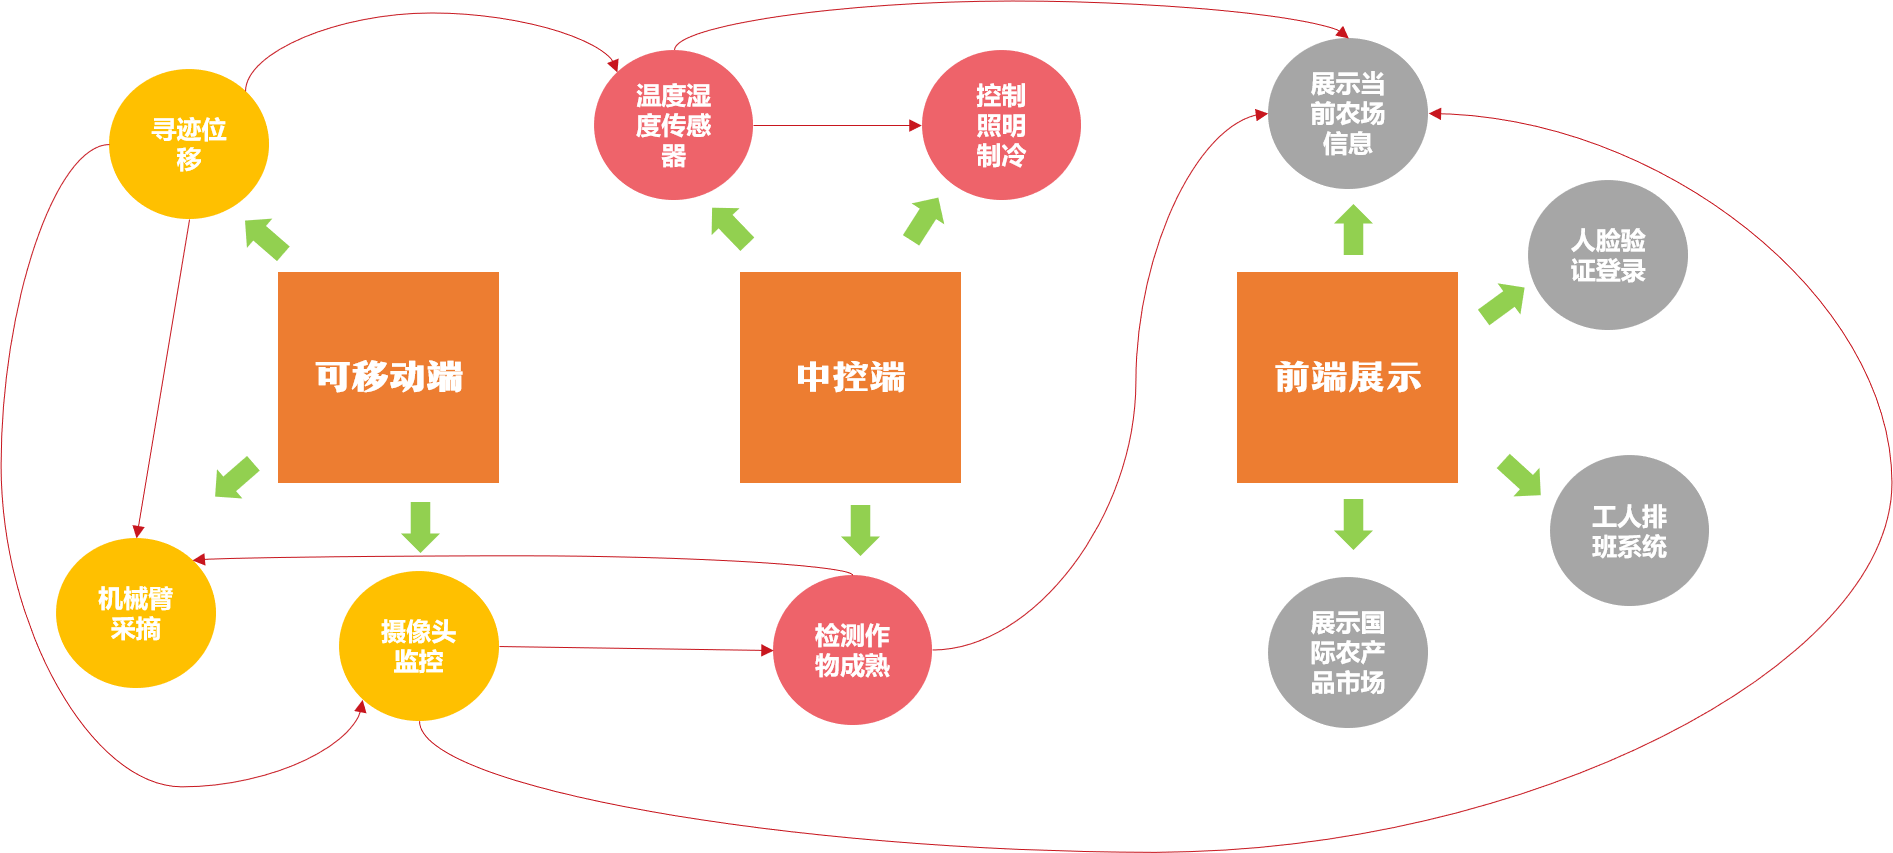 寻迹位
移
温度湿
度传感
器
控制
照明
制冷
展示当
前农场
信息
人脸验
证登录
可移动端
中控端
前端展示
工人排
班系统
机械臂
采摘
摄像头
监控
检测作
物成熟
展示国
际农产
品市场